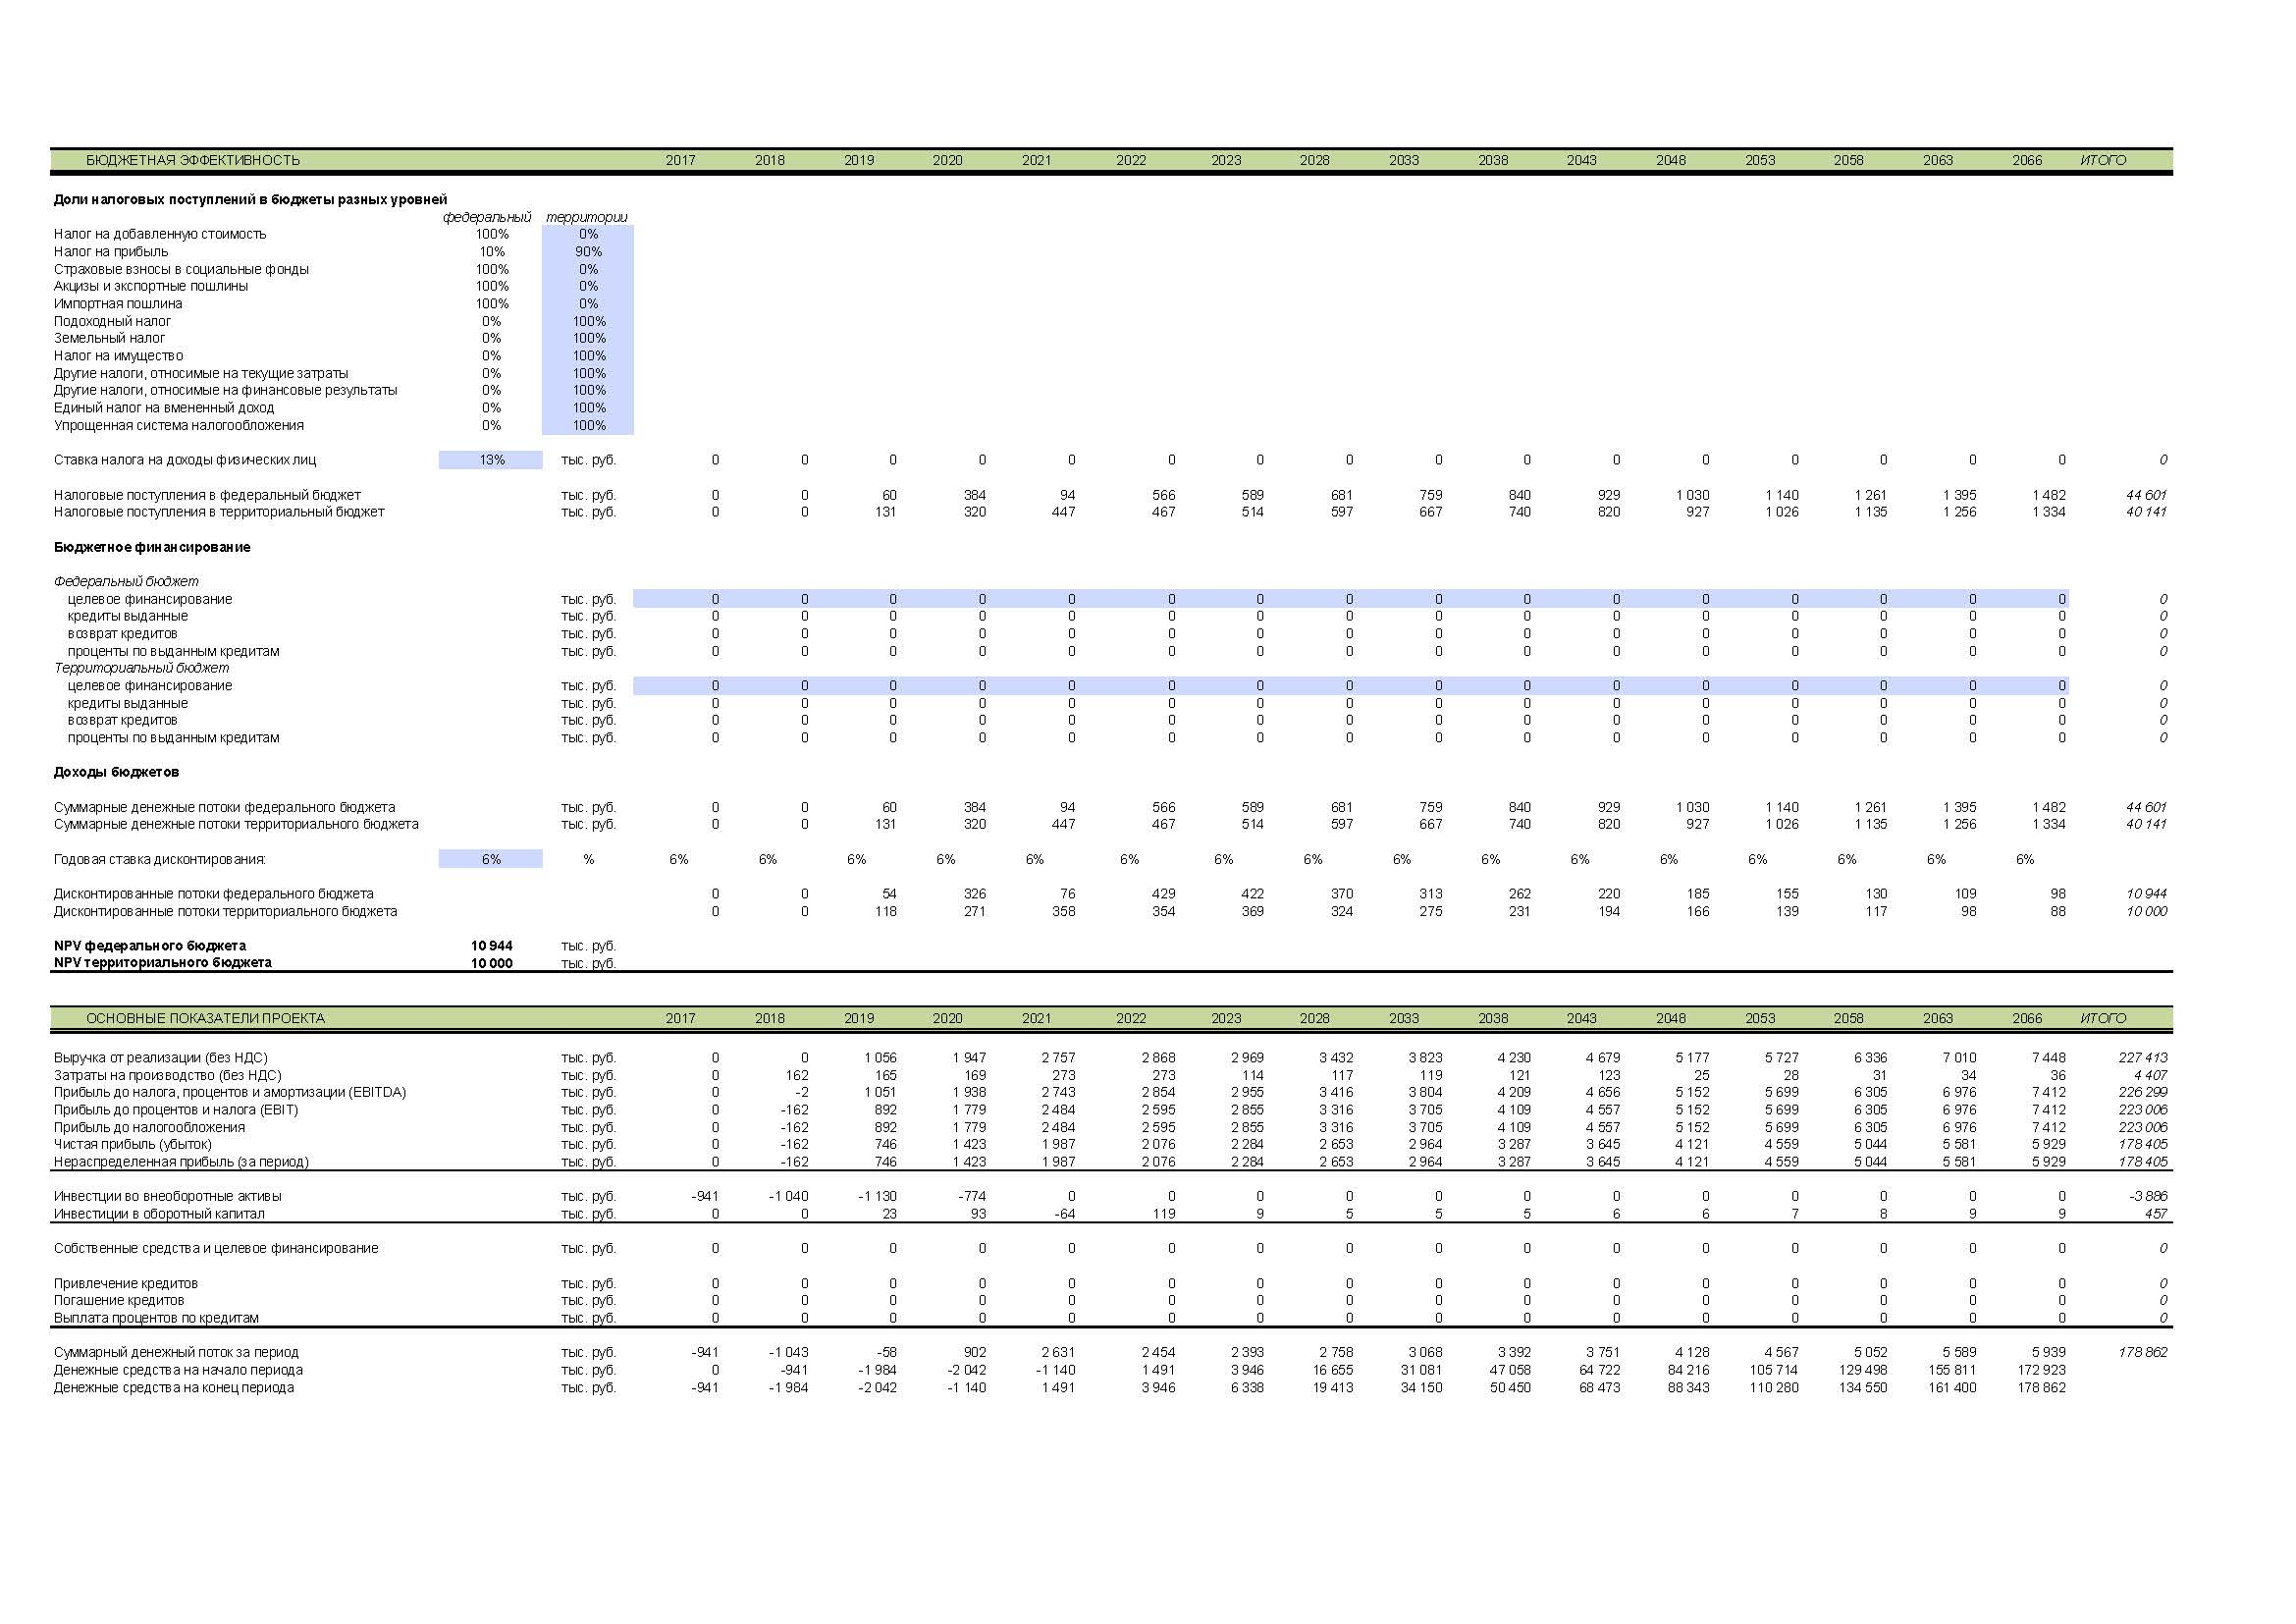 БЮДЖЕТНАЯ ЭФФЕКТИВНОСТЬ 2017 2018 2019 2020 2021 2022 2023 2028 2033 2038 2043 2048 2053 2058 2063 2066 ИТОГО
Доли налоговых поступлений в бюджеты разных уровней
федеральный территории
Налог на добавленную стоимость 100% 0%
Налог на прибыль 10% 90%
Страховые взносы в социальные фонды 100% 0%
Акцизы и экспортные пошлины 100% 0%
Импортная пошлина 100% 0%
Подоходный налог 0% 100%
Земельный налог 0% 100%
Налог на имущество 0% 100%
Другие налоги, относимые на текущие затраты 0% 100%
Другие налоги, относимые на финансовые результаты 0% 100%
Единый налог на вмененный доход 0% 100%
Упрощенная система налогообложения 0% 100%
Ставка налога на доходы физических лиц 13% тыс. руб. 0 0 0 0 0 0 0 0 0 0 0 0 0 0 0 0 0
Налоговые поступления в федеральный бюджет тыс. руб. 0 0 60 384 94 566 589 681 759 840 929 1 030 1 140 1 261 1 395 1 482 44 601
Налоговые поступления в территориальный бюджет тыс. руб. 0 0 131 320 447 467 514 597 667 740 820 927 1 026 1 135 1 256 1 334 40 141
Бюджетное финансирование
Федеральный бюджет
целевое финансирование тыс. руб. 0 0 0 0 0 0 0 0 0 0 0 0 0 0 0 0 0
кредиты выданные тыс. руб. 0 0 0 0 0 0 0 0 0 0 0 0 0 0 0 0 0
возврат кредитов тыс. руб. 0 0 0 0 0 0 0 0 0 0 0 0 0 0 0 0 0
проценты по выданным кредитам тыс. руб. 0 0 0 0 0 0 0 0 0 0 0 0 0 0 0 0 0
Территориальный бюджет
целевое финансирование тыс. руб. 0 0 0 0 0 0 0 0 0 0 0 0 0 0 0 0 0
кредиты выданные тыс. руб. 0 0 0 0 0 0 0 0 0 0 0 0 0 0 0 0 0
возврат кредитов тыс. руб. 0 0 0 0 0 0 0 0 0 0 0 0 0 0 0 0 0
проценты по выданным кредитам тыс. руб. 0 0 0 0 0 0 0 0 0 0 0 0 0 0 0 0 0
Доходы бюджетов
Суммарные денежные потоки федерального бюджета тыс. руб. 0 0 60 384 94 566 589 681 759 840 929 1 030 1 140 1 261 1 395 1 482 44 601
Суммарные денежные потоки территориального бюджета тыс. руб. 0 0 131 320 447 467 514 597 667 740 820 927 1 026 1 135 1 256 1 334 40 141
Годовая ставка дисконтирования: 6% % 6% 6% 6% 6% 6% 6% 6% 6% 6% 6% 6% 6% 6% 6% 6% 6%
Дисконтированные потоки федерального бюджета 0 0 54 326 76 429 422 370 313 262 220 185 155 130 109 98 10 944
Дисконтированные потоки территориального бюджета 0 0 118 271 358 354 369 324 275 231 194 166 139 117 98 88 10 000
NPV федерального бюджета 10 944 тыс. руб.
NPV территориального бюджета 10 000 тыс. руб.
ОСНОВНЫЕ ПОКАЗАТЕЛИ ПРОЕКТА 2017 2018 2019 2020 2021 2022 2023 2028 2033 2038 2043 2048 2053 2058 2063 2066 ИТОГО
Выручка от реализации (без НДС) тыс. руб. 0 0 1 056 1 947 2 757 2 868 2 969 3 432 3 823 4 230 4 679 5 177 5 727 6 336 7 010 7 448 227 413
Затраты на производство (без НДС) тыс. руб. 0 162 165 169 273 273 114 117 119 121 123 25 28 31 34 36 4 407
Прибыль до налога, процентов и амортизации (EBITDA) тыс. руб. 0 -2 1 051 1 938 2 743 2 854 2 955 3 416 3 804 4 209 4 656 5 152 5 699 6 305 6 976 7 412 226 299
Прибыль до процентов и налога (EBIT) тыс. руб. 0 -162 892 1 779 2 484 2 595 2 855 3 316 3 705 4 109 4 557 5 152 5 699 6 305 6 976 7 412 223 006
Прибыль до налогообложения тыс. руб. 0 -162 892 1 779 2 484 2 595 2 855 3 316 3 705 4 109 4 557 5 152 5 699 6 305 6 976 7 412 223 006
Чистая прибыль (убыток) тыс. руб. 0 -162 746 1 423 1 987 2 076 2 284 2 653 2 964 3 287 3 645 4 121 4 559 5 044 5 581 5 929 178 405
Нераспределенная прибыль (за период) тыс. руб. 0 -162 746 1 423 1 987 2 076 2 284 2 653 2 964 3 287 3 645 4 121 4 559 5 044 5 581 5 929 178 405
Инвестции во внеоборотные активы тыс. руб. -941 -1 040 -1 130 -774 0 0 0 0 0 0 0 0 0 0 0 0 -3 886
Инвестиции в оборотный капитал тыс. руб. 0 0 23 93 -64 119 9 5 5 5 6 6 7 8 9 9 457
Собственные средства и целевое финансирование тыс. руб. 0 0 0 0 0 0 0 0 0 0 0 0 0 0 0 0 0
Привлечение кредитов тыс. руб. 0 0 0 0 0 0 0 0 0 0 0 0 0 0 0 0 0
Погашение кредитов тыс. руб. 0 0 0 0 0 0 0 0 0 0 0 0 0 0 0 0 0
Выплата процентов по кредитам тыс. руб. 0 0 0 0 0 0 0 0 0 0 0 0 0 0 0 0 0
Суммарный денежный поток за период тыс. руб. -941 -1 043 -58 902 2 631 2 454 2 393 2 758 3 068 3 392 3 751 4 128 4 567 5 052 5 589 5 939 178 862
Денежные средства на начало периода тыс. руб. 0 -941 -1 984 -2 042 -1 140 1 491 3 946 16 655 31 081 47 058 64 722 84 216 105 714 129 498 155 811 172 923
Денежные средства на конец периода тыс. руб. -941 -1 984 -2 042 -1 140 1 491 3 946 6 338 19 413 34 150 50 450 68 473 88 343 110 280 134 550 161 400 178 862